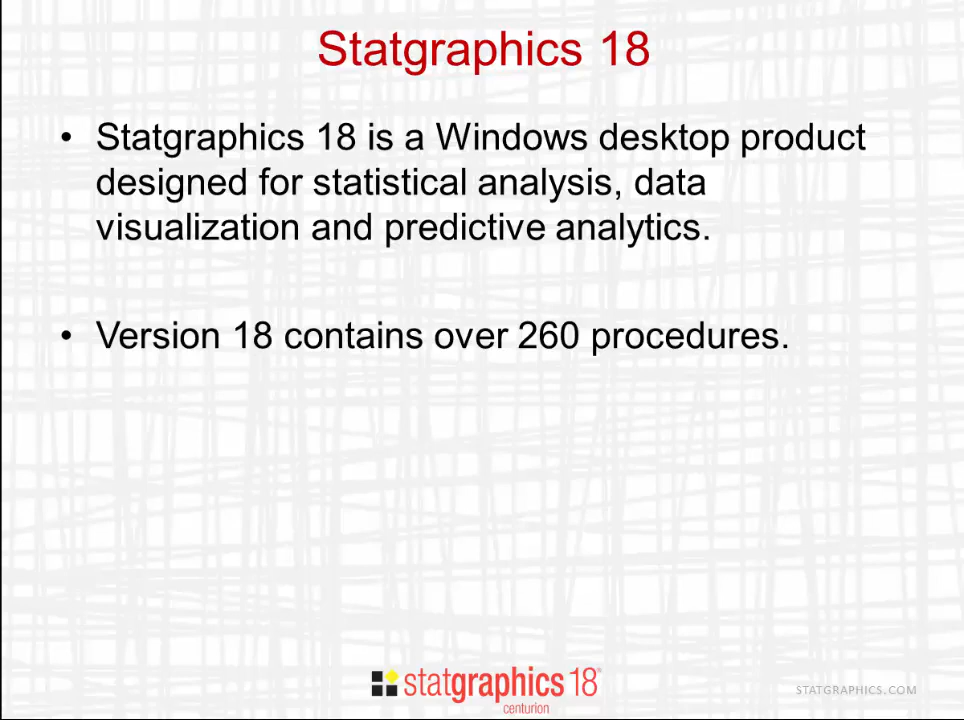 Statgraphics 18
• Statgraphics 18 is a Windows desktop product
designed for statistical analysis, data
visualization and predictive analytics.
• Version 18 contains over 260 procedures.
statgraphics 18®
centurion
STATGRAPHICS.COM